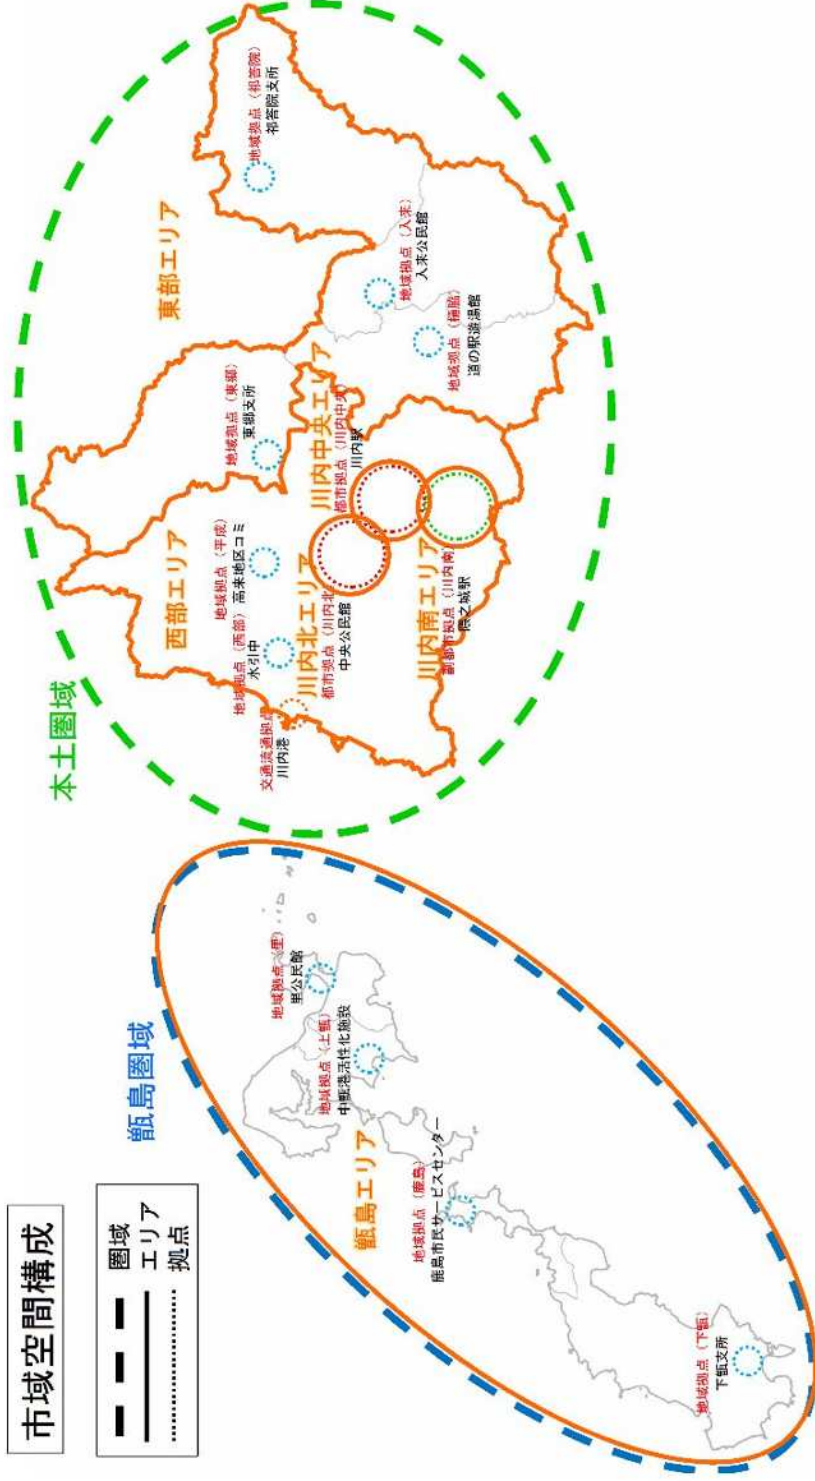 市域空間構成
圏域
エリア
拠点
甑島圏域
地域拠点（里）
里公民館
地域拠点（上甑）
中甑港活性化施設
甑島エリア
地域拠点（鹿島）
鹿島市民サービスセンター
地域拠点（下甑）
下甑支所
本土圏域
西部エリア
地域拠点（平成）
高来地区コミ
地域拠点（西部）
水引中
交通流通拠点
川内港
川内北エリア
都市拠点（川内北）
中央公民館
川内中央エリア
都市拠点（川内中央）
川内駅
川内南エリア
副都市拠点（川内南）
隈之城駅
東部エリア
地域拠点（東郷）
東郷支所
地域拠点（祁答院）
祁答院支所
地域拠点（入来）
入来公民館
地域拠点（樋脇）
道の駅遊湯館